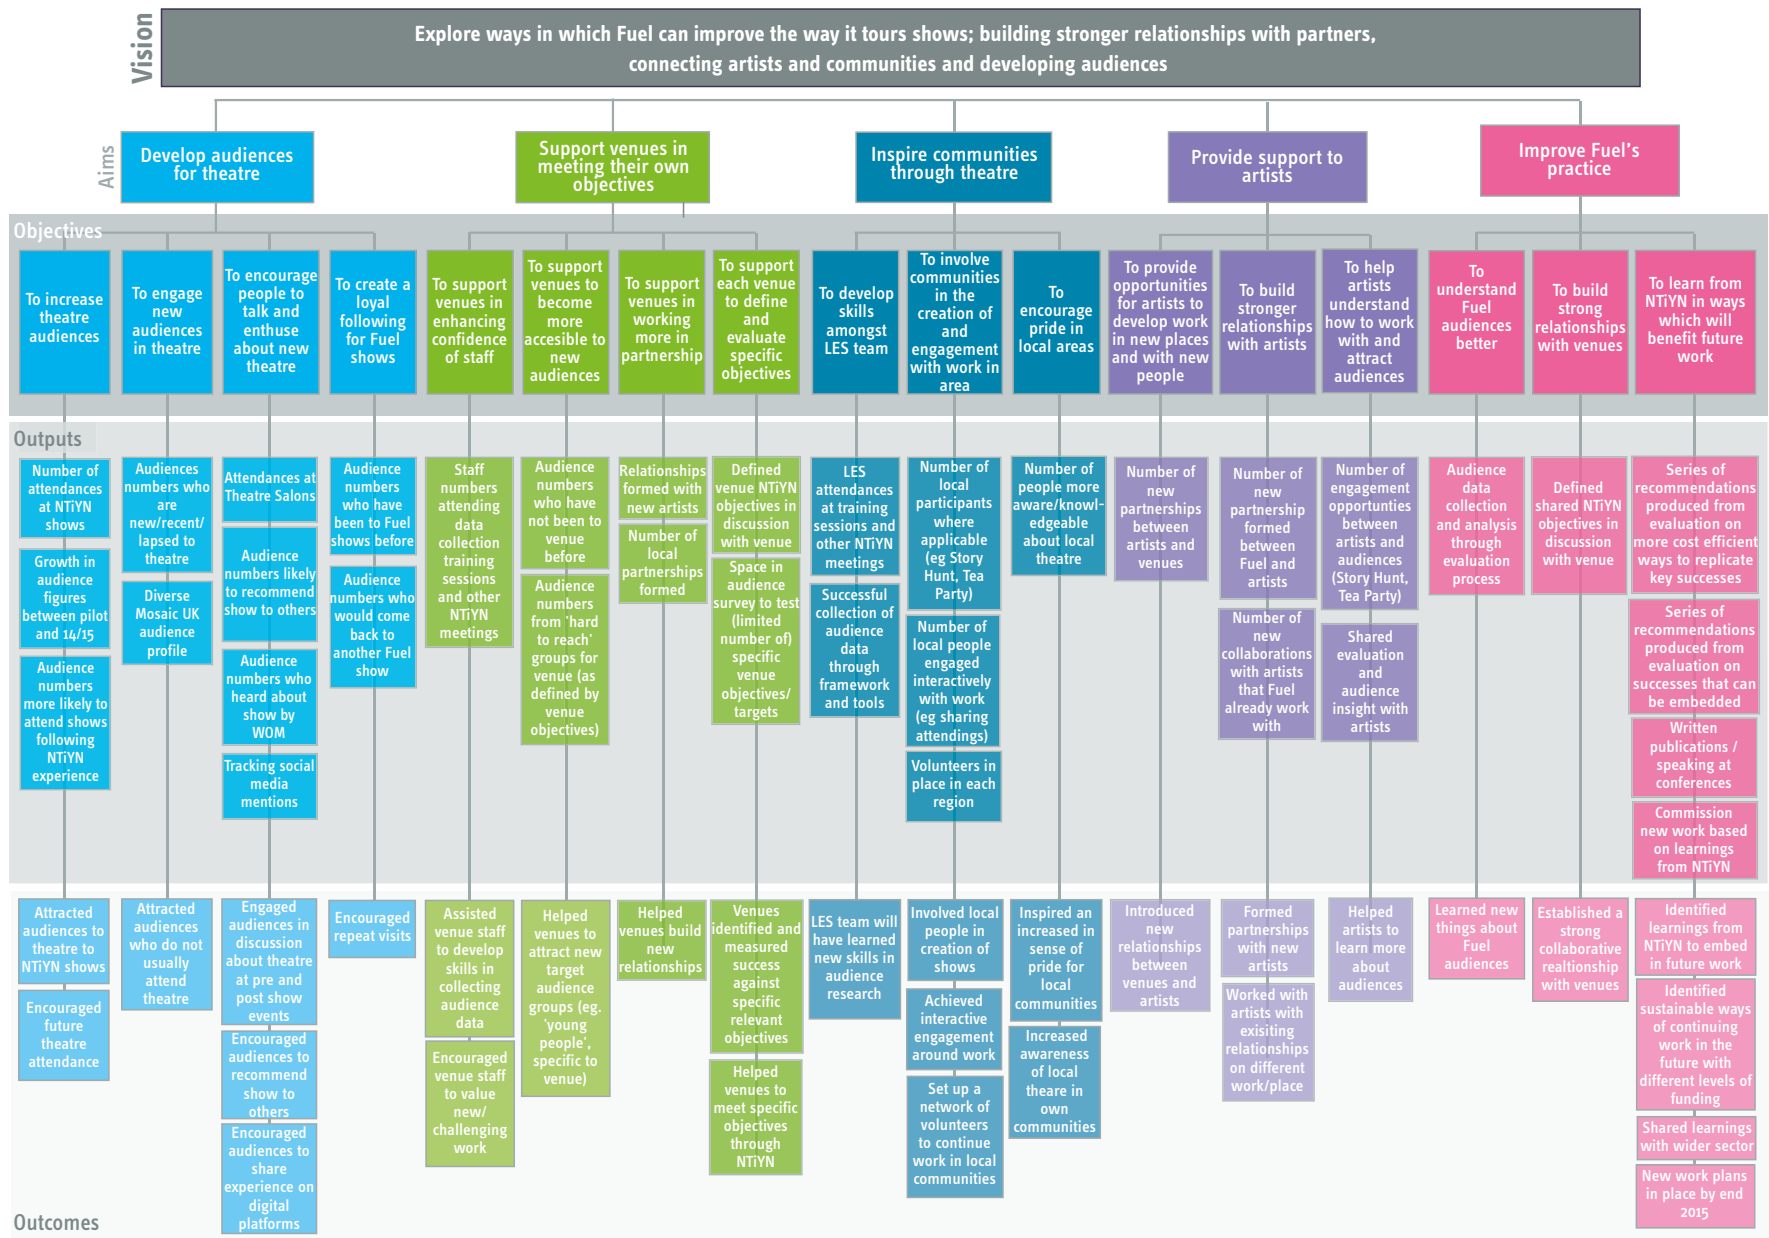 Vision
Explore ways in which Fuel can improve the way it tours shows; building stronger relationships with partners,
connecting artists and communities and developing audiences
Aims
Develop audiences
for theatre
Support venues in
meeting their own
objectives
Inspire communities
through theatre
Provide support to
artists
Improve Fuel's
practice
Objectives
To increase
theatre
audiences
To engage
new
audiences
in theatre
To encourage
people to
talk and
enthuse
about new
theatre
To create a
loyal
following
for Fuel
shows
To support
venues in
enhancing
confidence
of staff
To support
venues to
become
more
accesible to
new
audiences
To support
venues in
working
more in
partnership
To support
each venue
to define
and
evaluate
specific
objectives
To develop
skills
amongst
LES team
To involve
communities
in the
creation of
and
engagement
with work in
area
To
encourage
pride in
local areas
To provide
opportunities
for artists to
develop work
in new places
and with new
people
To build
stronger
relationships
with artists
To help
artists
understand
how to work
with and
attract
audiences
To
understand
Fuel
audiences
better
To build
strong
relationships
with venues
To learn from
NTiYN in ways
which will
benefit future
work
Outputs
Number of
attendances
at NTiYN
shows
Growth in
audience
figures
between pilot
and 14/15
Audience
numbers
more likely to
attend shows
following
NTiYN
experience
Audiences
numbers who
are
new/recent/
lapsed to
theatre
Diverse
Mosaic UK
audience
profile
Attendances at
Theatre Salons
Audience
numbers likely
to recommend
show to others
Audience
numbers who
heard about
show by
WOM
Tracking social
media
mentions
Audience
numbers
who have
been to Fuel
shows before
Audience
numbers who
would come
back to
another Fuel
show
Staff
numbers
attending
data
collection
training
sessions
and other
NTiYN
meetings
Audience
numbers
who have
not been to
venue
before
Audience
numbers
from 'hard
to reach'
groups for
venue (as
defined by
venue
objectives)
Relationships
formed with
new artists
Number of
local
partnerships
formed
Defined
venue NTiYN
objectives in
discussion
with venue
Space in
audience
survey to test
(limited
number of)
specific
venue
objectives/
targets
LES
attendances
at training
sessions and
other NTiYN
meetings
Successful
collection of
audience
data
through
framework
and tools
Number of
local
participants
where
applicable
(eg Story
Hunt, Tea
Party)
Number of
local people
engaged
interactively
with work
(eg sharing
attendings)
Volunteers in
place in each
region
Number of
people more
aware/knowl-
edgeable
about local
theatre
Number of
new
partnerships
between
artists and
venues
Number of
new
partnership
formed
between
Fuel and
artists
Number of
new
collaborations
with artists
that Fuel
already work
with
Number of
engagement
opportunties
between
artists and
audiences
(Story Hunt,
Tea Party)
Shared
evaluation
and
audience
insight with
artists
Audience
data
collection
and analysis
through
evaluation
process
Defined
shared NTiYN
objectives in
discussion
with venue
Series of
recommendations
produced from
evaluation on
more cost efficient
ways to replicate
key successes
Series of
recommendations
produced from
evaluation on
successes that can
be embedded
Written
publications /
speaking at
conferences
Commission
new work based
on learnings
from NTiYN
Attracted
audiences to
theatre to
NTiYN shows
Encouraged
future
theatre
attendance
Attracted
audiences
who do not
usually
attend
theatre
Engaged
audiences in
discussion
about theatre
at pre and
post show
events
Encouraged
audiences to
recommend
show to
others
Encouraged
audiences to
share
experience on
digital
platforms
Encouraged
repeat visits
Assisted
venue staff
to develop
skills in
collecting
audience
data
Encouraged
venue staff
to value
new/
challenging
work
Helped
venues to
attract new
target
audience
groups (eg.
'young
people',
specific to
venue)
Helped
venues build
new
relationships
Venues
identified and
measured
success
against
specific
relevant
objectives
Helped
venues to
meet specific
objectives
through
NTiYN
LES team will
have learned
new skills in
audience
research
Involved local
people in
creation of
shows
Achieved
interactive
engagement
around work
Set up a
network of
volunteers
to continue
work in local
communities
Inspired an
increased in
sense of
pride for
local
communities
Increased
awareness
of local
theare in
own
communities
Introduced
new
relationships
between
venues and
artists
Formed
partnerships
with new
artists
Worked with
artists with
exisiting
relationships
on different
work/place
Helped
artists to
learn more
about
audiences
Learned new
things about
Fuel
audiences
Established a
strong
collaborative
realtionship
with venues
Identified
learnings from
NTiYN to embed
in future work
Identified
sustainable ways
of continuing
work in the
future with
different levels of
funding
Shared learnings
with wider sector
New work plans
in place by end
2015
Outcomes